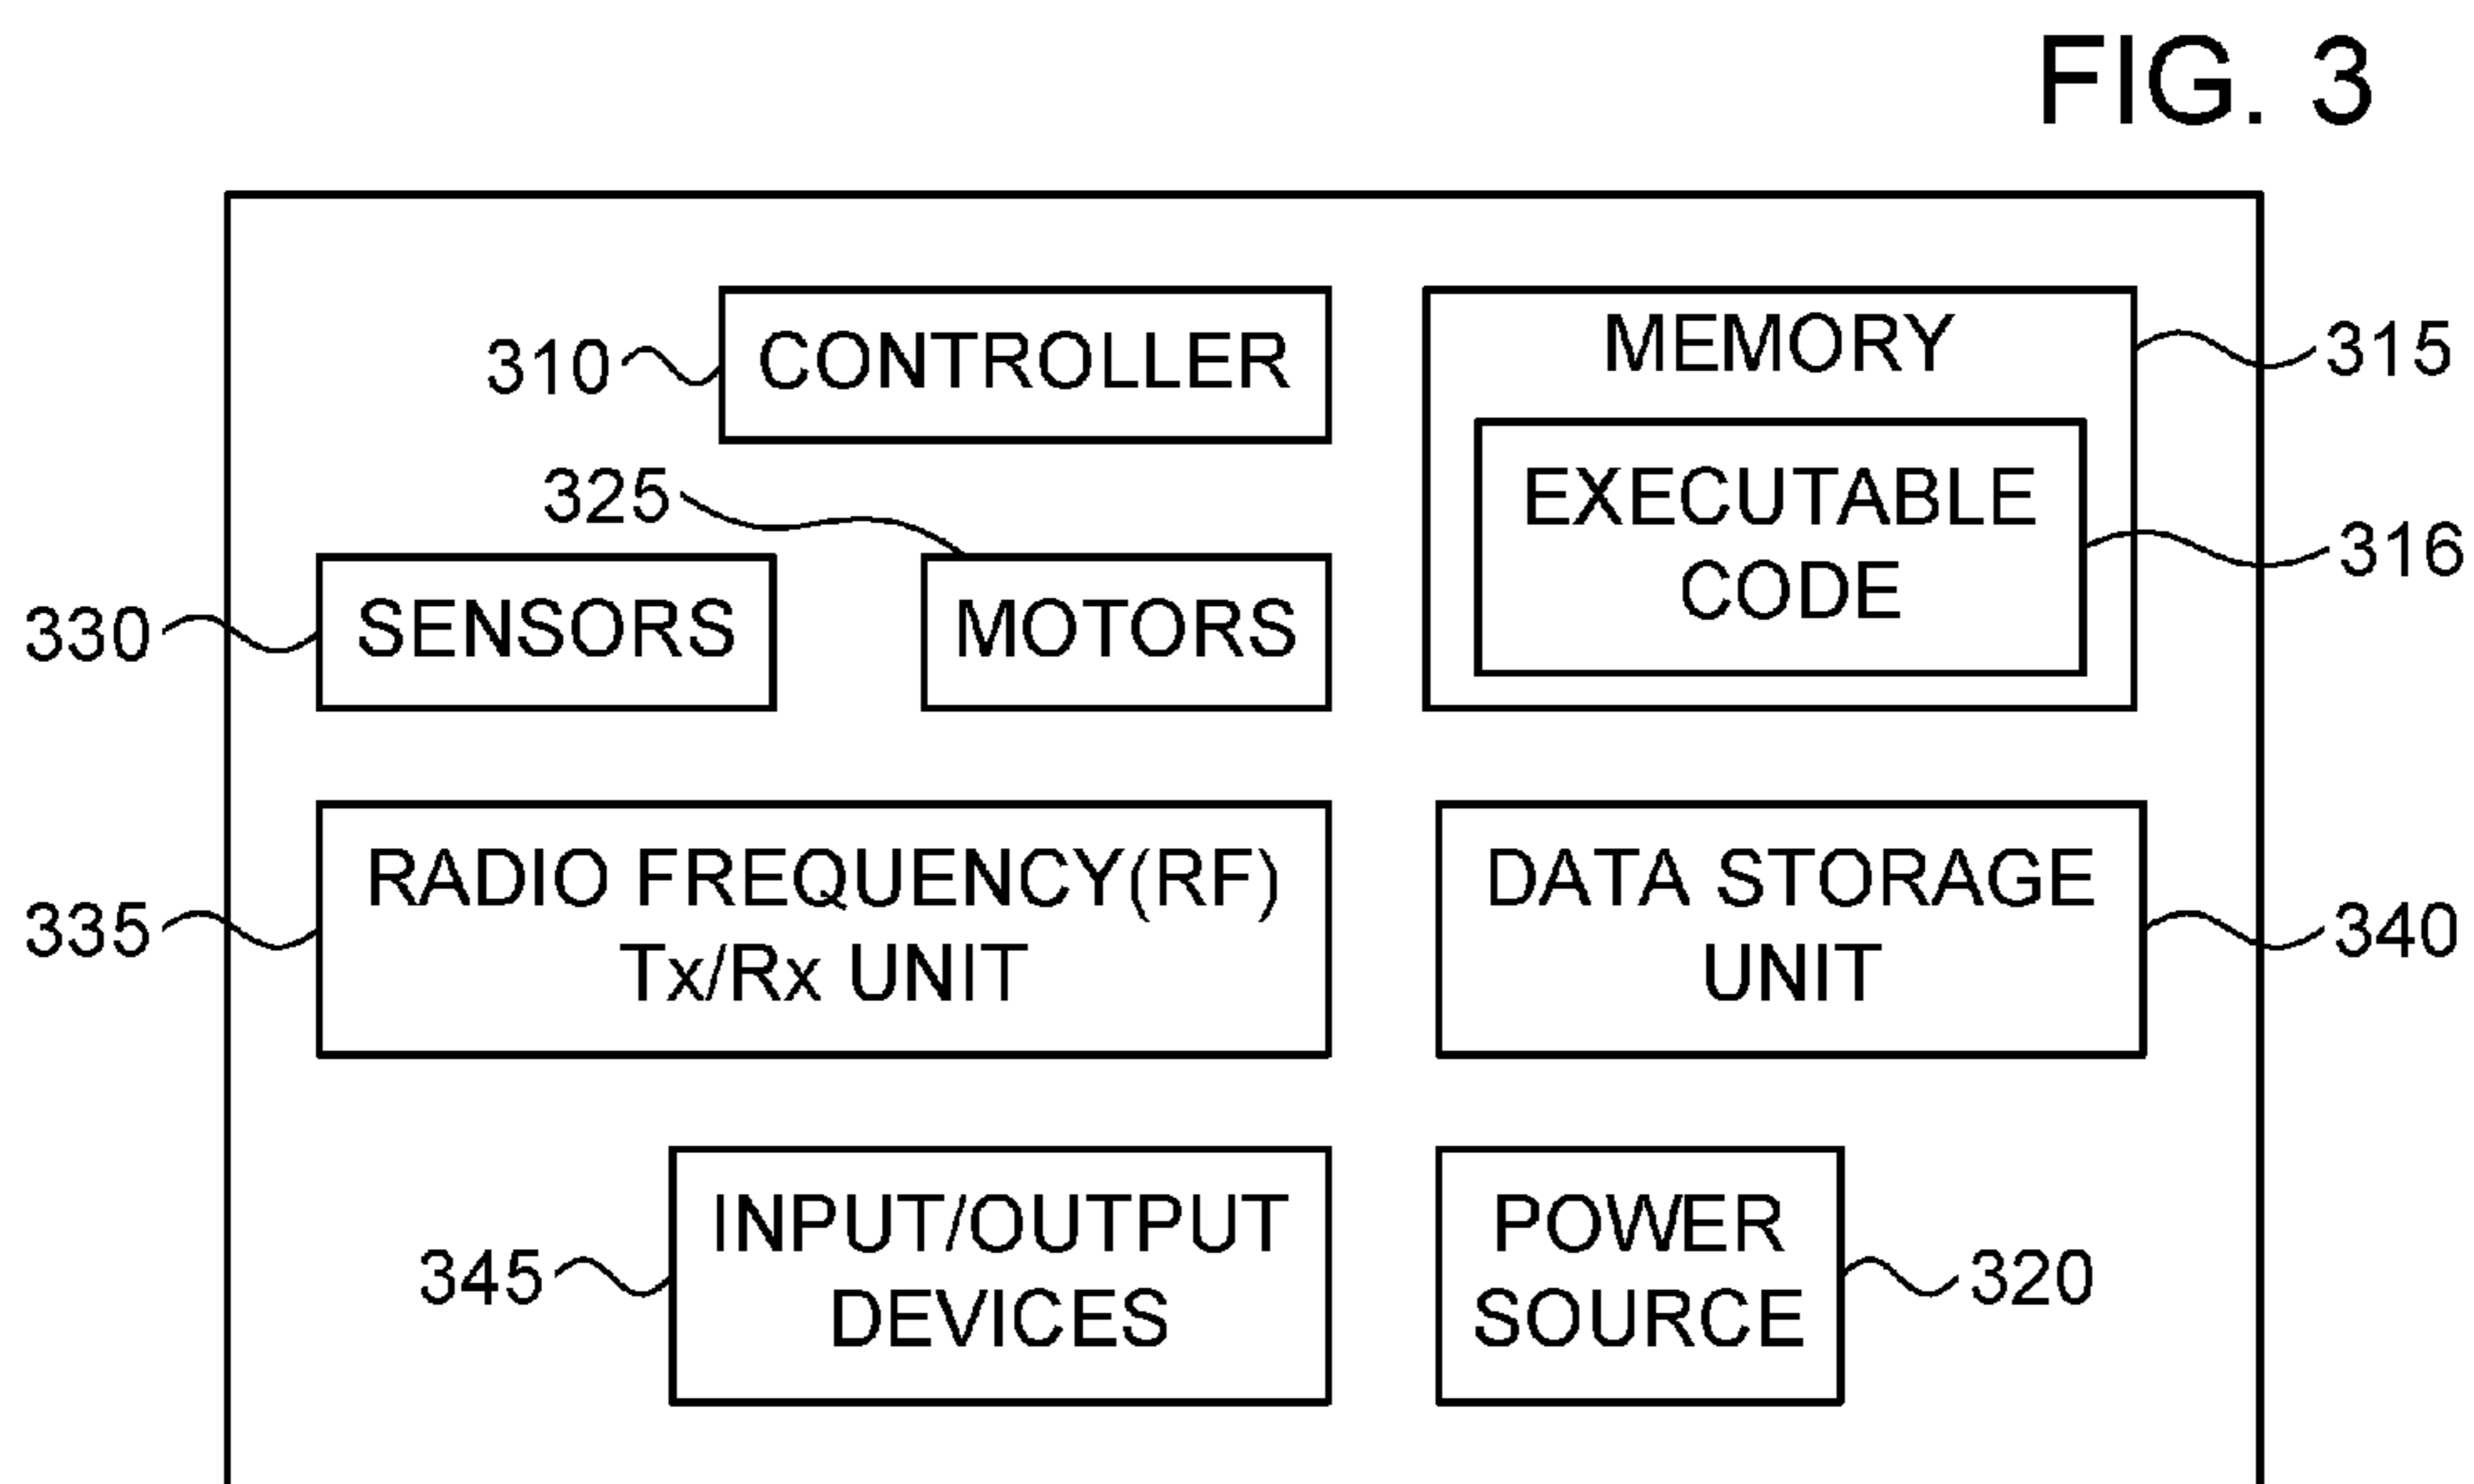 FIG. 3
310
CONTROLLER
MEMORY
315
325
EXECUTABLE
CODE
316
330
SENSORS
MOTORS
335
RADIO FREQUENCY(RF)
Tx/Rx UNIT
DATA STORAGE
UNIT
340
345
INPUT/OUTPUT
DEVICES
POWER
SOURCE
320